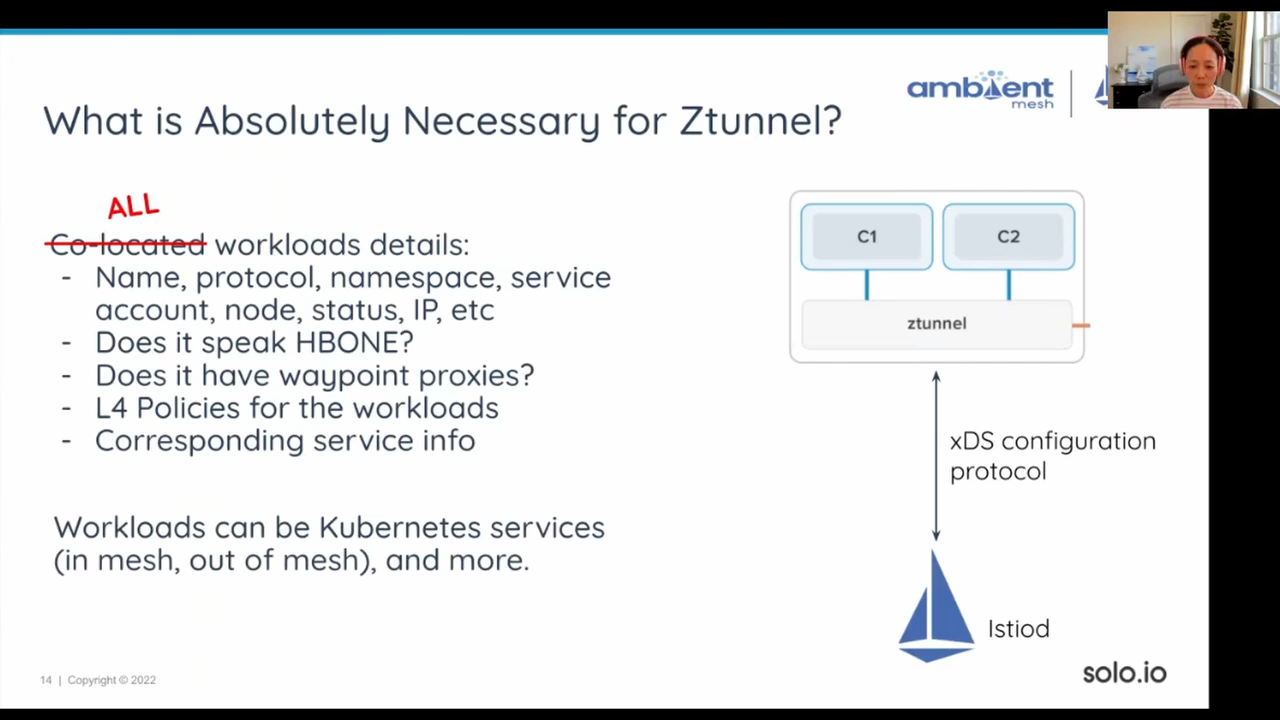 ambient
mesh
What is Absolutely Necessary for Ztunnel?
ALL
Co-located workloads details:
- Name, protocol, namespace, service
account, node, status, IP, etc
- Does it speak HBONE?
- Does it have waypoint proxies?
- L4 Policies for the workloads
- Corresponding service info
Workloads can be Kubernetes services
(in mesh, out of mesh), and more.
C1
C2
ztunnel
xDS configuration
protocol
Istiod
14 | Copyright © 2022
solo.io